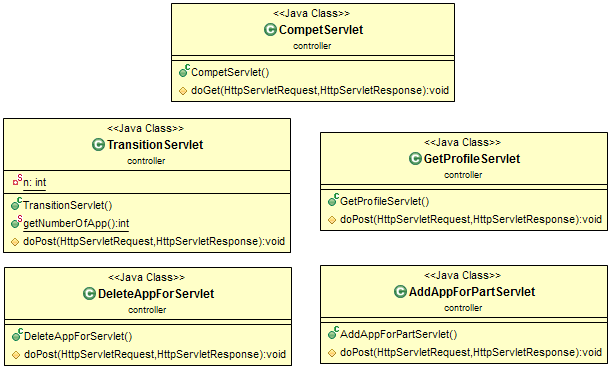 <<Java Class>>
CompetServlet
controller
CompetServlet()
doGet(HttpServletRequest,HttpServletResponse):void
<<Java Class>>
TransitionServlet
controller
n: int
TransitionServlet()
getNumberOfApp():int
doPost(HttpServletRequest,HttpServletResponse):void
<<Java Class>>
GetProfileServlet
controller
GetProfileServlet()
doPost(HttpServletRequest,HttpServletResponse):void
<<Java Class>>
DeleteAppForServlet
controller
DeleteAppForServlet()
doPost(HttpServletRequest,HttpServletResponse):void
<<Java Class>>
AddAppForPartServlet
controller
AddAppForPartServlet()
doPost(HttpServletRequest,HttpServletResponse):void